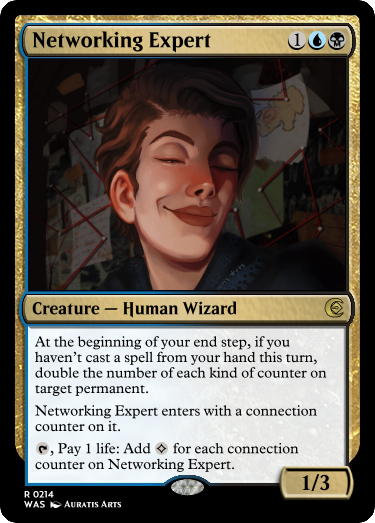 Networking Expert 1
Creature — Human Wizard
At the beginning of your end step, if you
haven't cast a spell from your hand this turn,
double the number of each kind of counter on
target permanent.
Networking Expert enters with a connection
counter on it.
, Pay 1 life: Add for each connection
counter on Networking Expert.
1/3
R 0214
WAS Auratis Arts